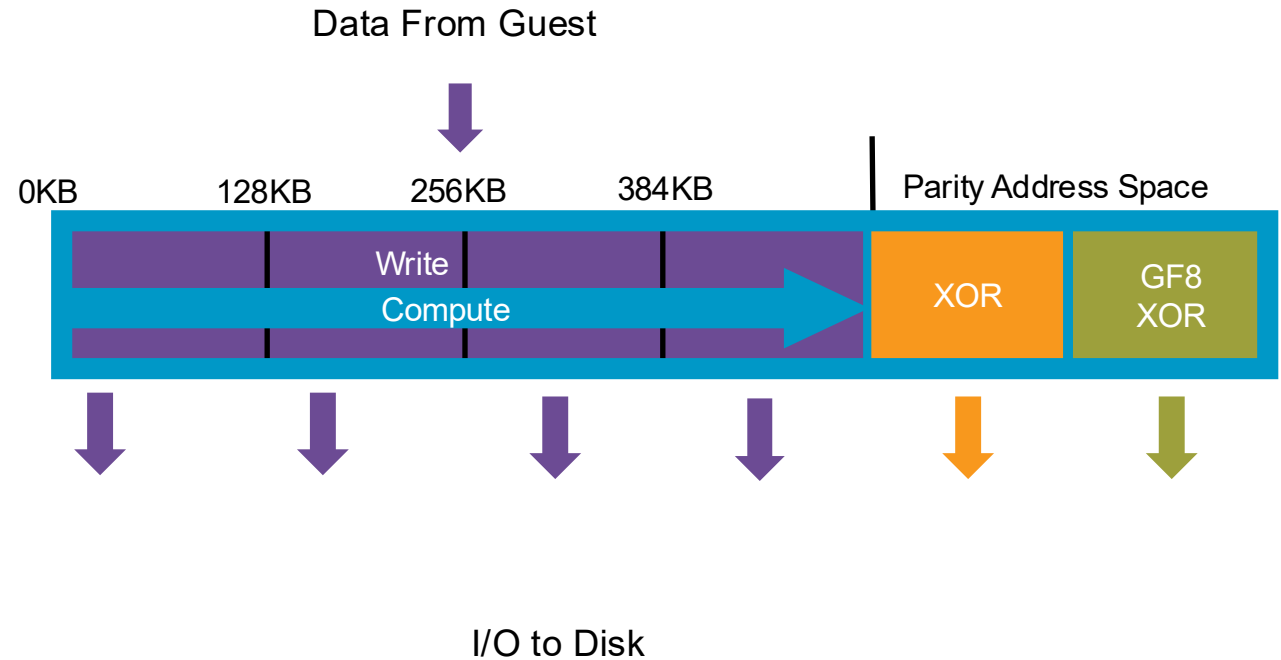 Data From Guest
0KB 128KB 256KB 384KB Parity Address Space
Write
Compute
XOR
GF8
XOR
I/O to Disk